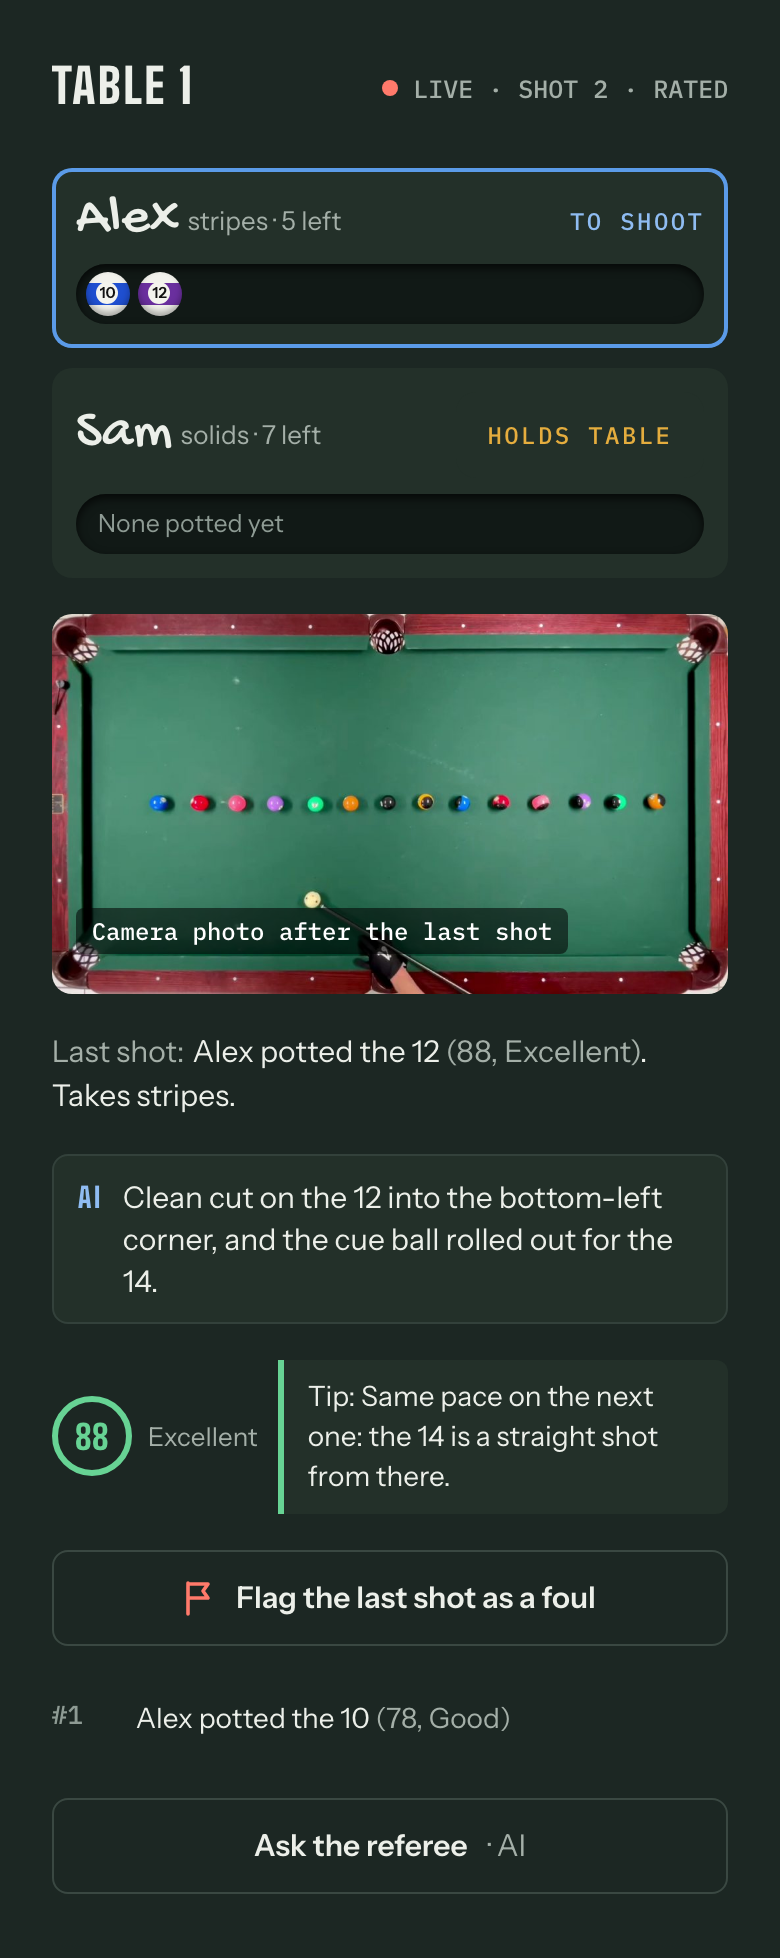 TABLE 1
LIVE · SHOT 2 · RATED
Alex stripes · 5 left
TO SHOOT
10 12
Sam solids · 7 left
HOLDS TABLE
None potted yet
Camera photo after the last shot
Last shot: Alex potted the 12 (88, Excellent).
Takes stripes.
AI
Clean cut on the 12 into the bottom-left
corner, and the cue ball rolled out for the
14.
88 Excellent
Tip: Same pace on the next
one: the 14 is a straight shot
from there.
Flag the last shot as a foul
#1 Alex potted the 10 (78, Good)
Ask the referee · AI